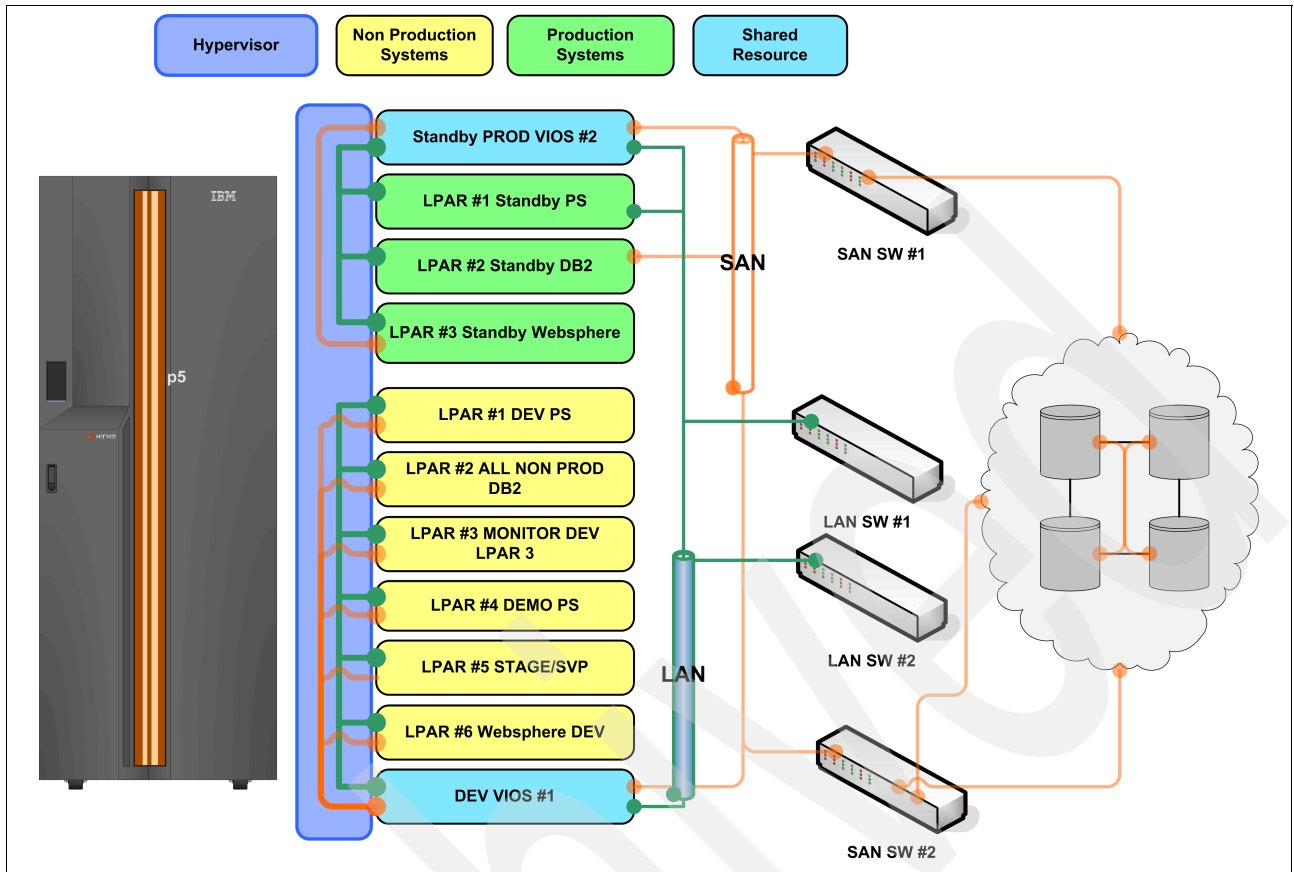 Hypervisor
Non Production
Systems
Production
Systems
Shared
Resource
Standby PROD VIOS #2
LPAR #1 Standby PS
LPAR #2 Standby DB2
LPAR #3 Standby Websphere
LPAR #1 DEV PS
LPAR #2 ALL NON PROD
DB2
LPAR #3 MONITOR DEV
LPAR 3
LPAR #4 DEMO PS
LPAR #5 STAGE/SVP
LPAR #6 Websphere DEV
DEV VIOS #1
IBM
p5
SAN
LAN
SAN SW #1
LAN SW #1
LAN SW #2
SAN SW #2